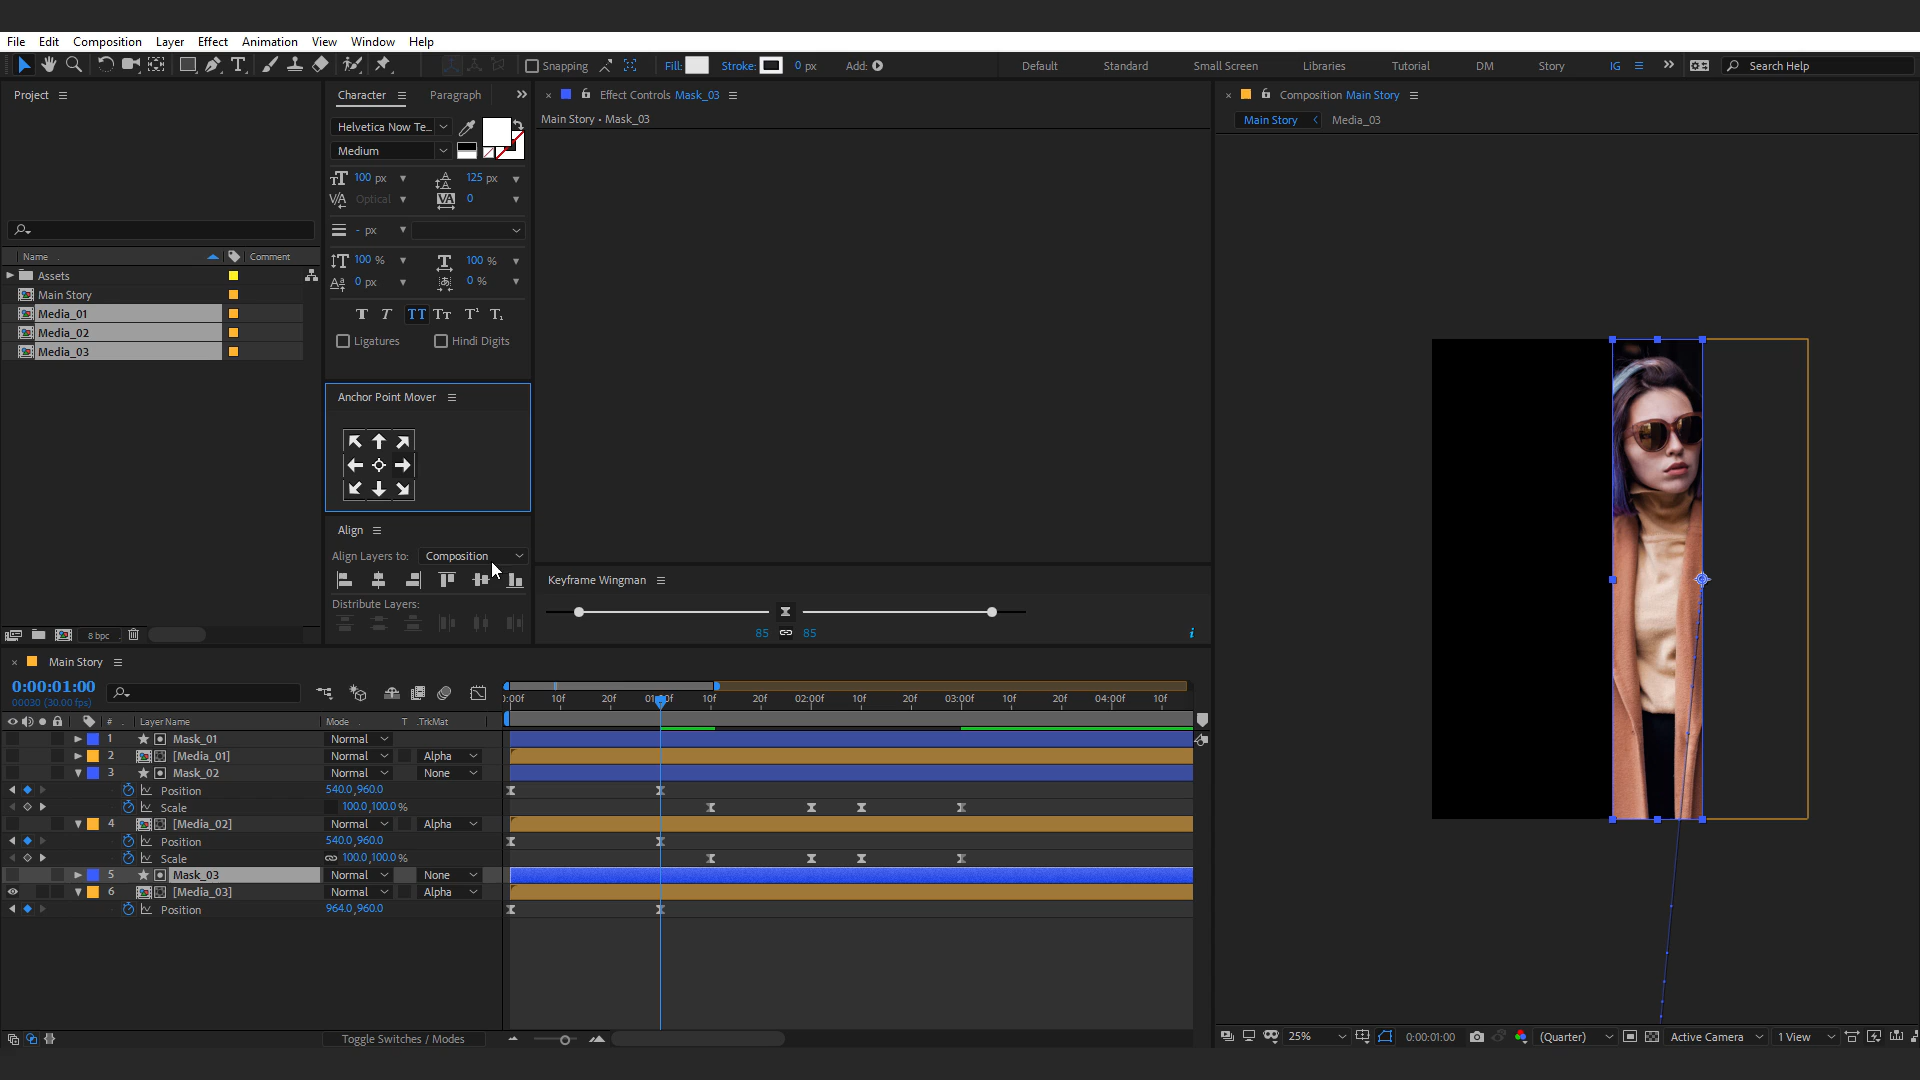 File Edit Composition Layer Effect Animation View Window Help
Snapping Fill: Stroke: 0 px Add: Default Standard Small Screen Libraries Tutorial DM Story IG Search Help
Project
Name Comment
Assets
Main Story
Media_01
Media_02
Media_03
8 bpc
Character Paragraph
Helvetica Now Te...
Medium
100 px 125 px
Optical 0
- px
100 % 100 %
0 px 0 %
Ligatures Hindi Digits
Anchor Point Mover
Align
Align Layers to: Composition
Distribute Layers:
Effect Controls Mask_03
Main Story • Mask_03
Keyframe Wingman
85 85
Composition Main Story
Main Story Media_03
Main Story
0:00:01:00
00030 (30.00 fps)
# Layer Name Mode T .TrkMat
):00f 10f 20f 01:00f 10f 20f 02:00f 10f 20f 03:00f 10f 20f 04:00f 10f
1 Mask_01 Normal
2 [Media_01] Normal Alpha
3 Mask_02 Normal None
Position 540.0,960.0
Scale 100.0,100.0 %
4 [Media_02] Normal Alpha
Position 540.0,960.0
Scale 100.0,100.0 %
5 Mask_03 Normal None
6 [Media_03] Normal Alpha
Position 964.0,960.0
Toggle Switches / Modes
25% 0:00:01:00 (Quarter) Active Camera 1 View